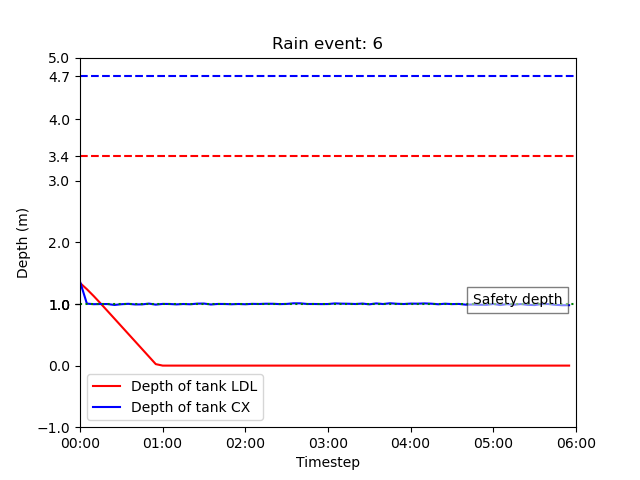 Rain event: 6
5.0
4.7
4.0
3.4
3.0
2.0
1.0
0.0
−1.0
Depth (m)
Safety depth
Depth of tank LDL
Depth of tank CX
00:00 01:00 02:00 03:00 04:00 05:00 06:00
Timestep